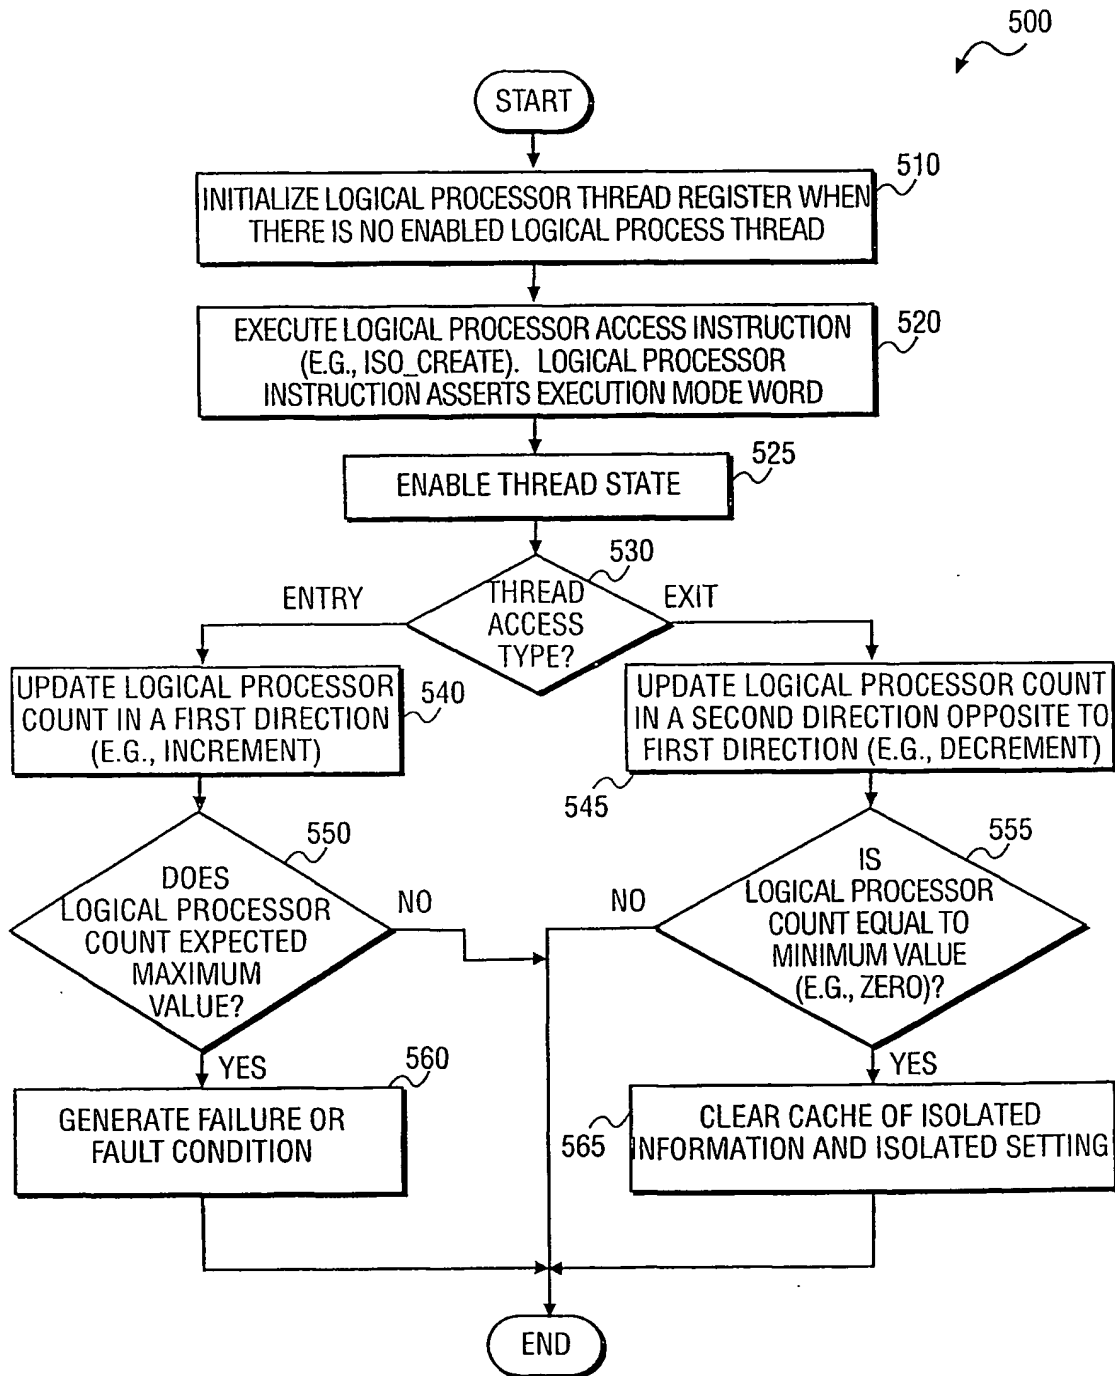 500
START
510
INITIALIZE LOGICAL PROCESSOR THREAD REGISTER WHEN
THERE IS NO ENABLED LOGICAL PROCESS THREAD
EXECUTE LOGICAL PROCESSOR ACCESS INSTRUCTION
(E.G., ISO_CREATE). LOGICAL PROCESSOR
INSTRUCTION ASSERTS EXECUTION MODE WORD
520
525
ENABLE THREAD STATE
530
ENTRY
THREAD
ACCESS
TYPE?
EXIT
UPDATE LOGICAL PROCESSOR
COUNT IN A FIRST DIRECTION
(E.G., INCREMENT)
540
UPDATE LOGICAL PROCESSOR COUNT
IN A SECOND DIRECTION OPPOSITE TO
FIRST DIRECTION (E.G., DECREMENT)
545
550
DOES
LOGICAL PROCESSOR
COUNT EXPECTED
MAXIMUM
VALUE?
NO
555
IS
LOGICAL PROCESSOR
COUNT EQUAL TO
MINIMUM VALUE
(E.G., ZERO)?
NO
YES
560
GENERATE FAILURE OR
FAULT CONDITION
YES
565
CLEAR CACHE OF ISOLATED
INFORMATION AND ISOLATED SETTING
END